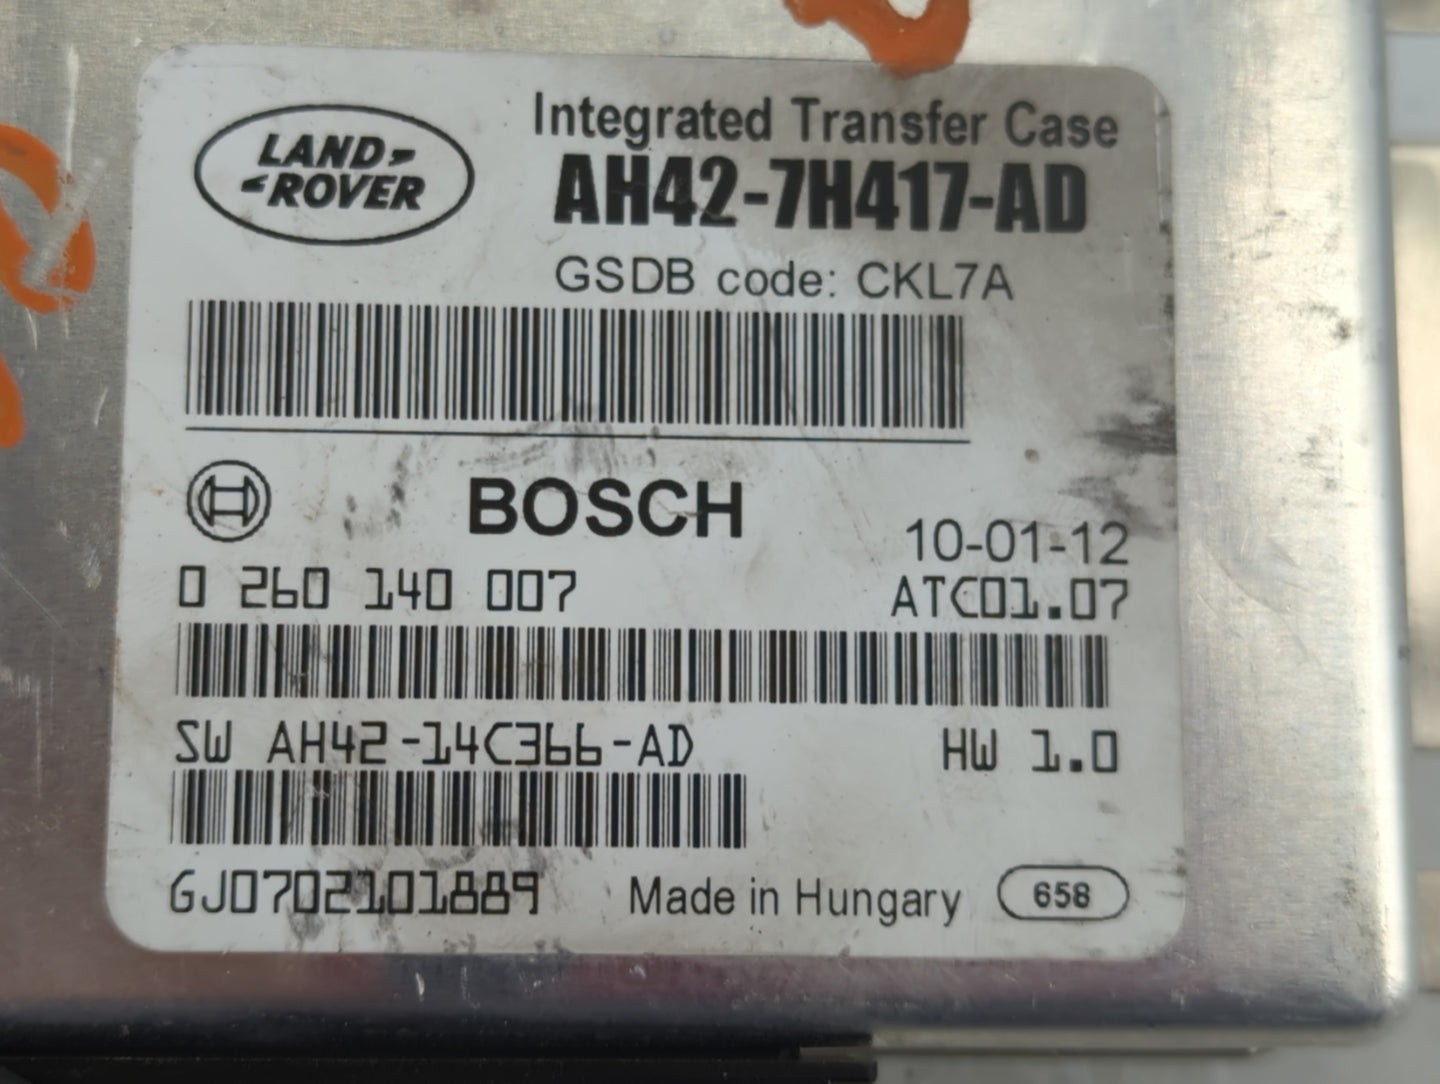 LAND
ROVER
Integrated Transfer Case
AH42-7H417-AD
GSDB code: CKL7A
BOSCH
10-01-12
0 260 140 007
ATC01.07
SW AH42-14C366-AD
HW 1.0
GJ0702101889
Made in Hungary
658